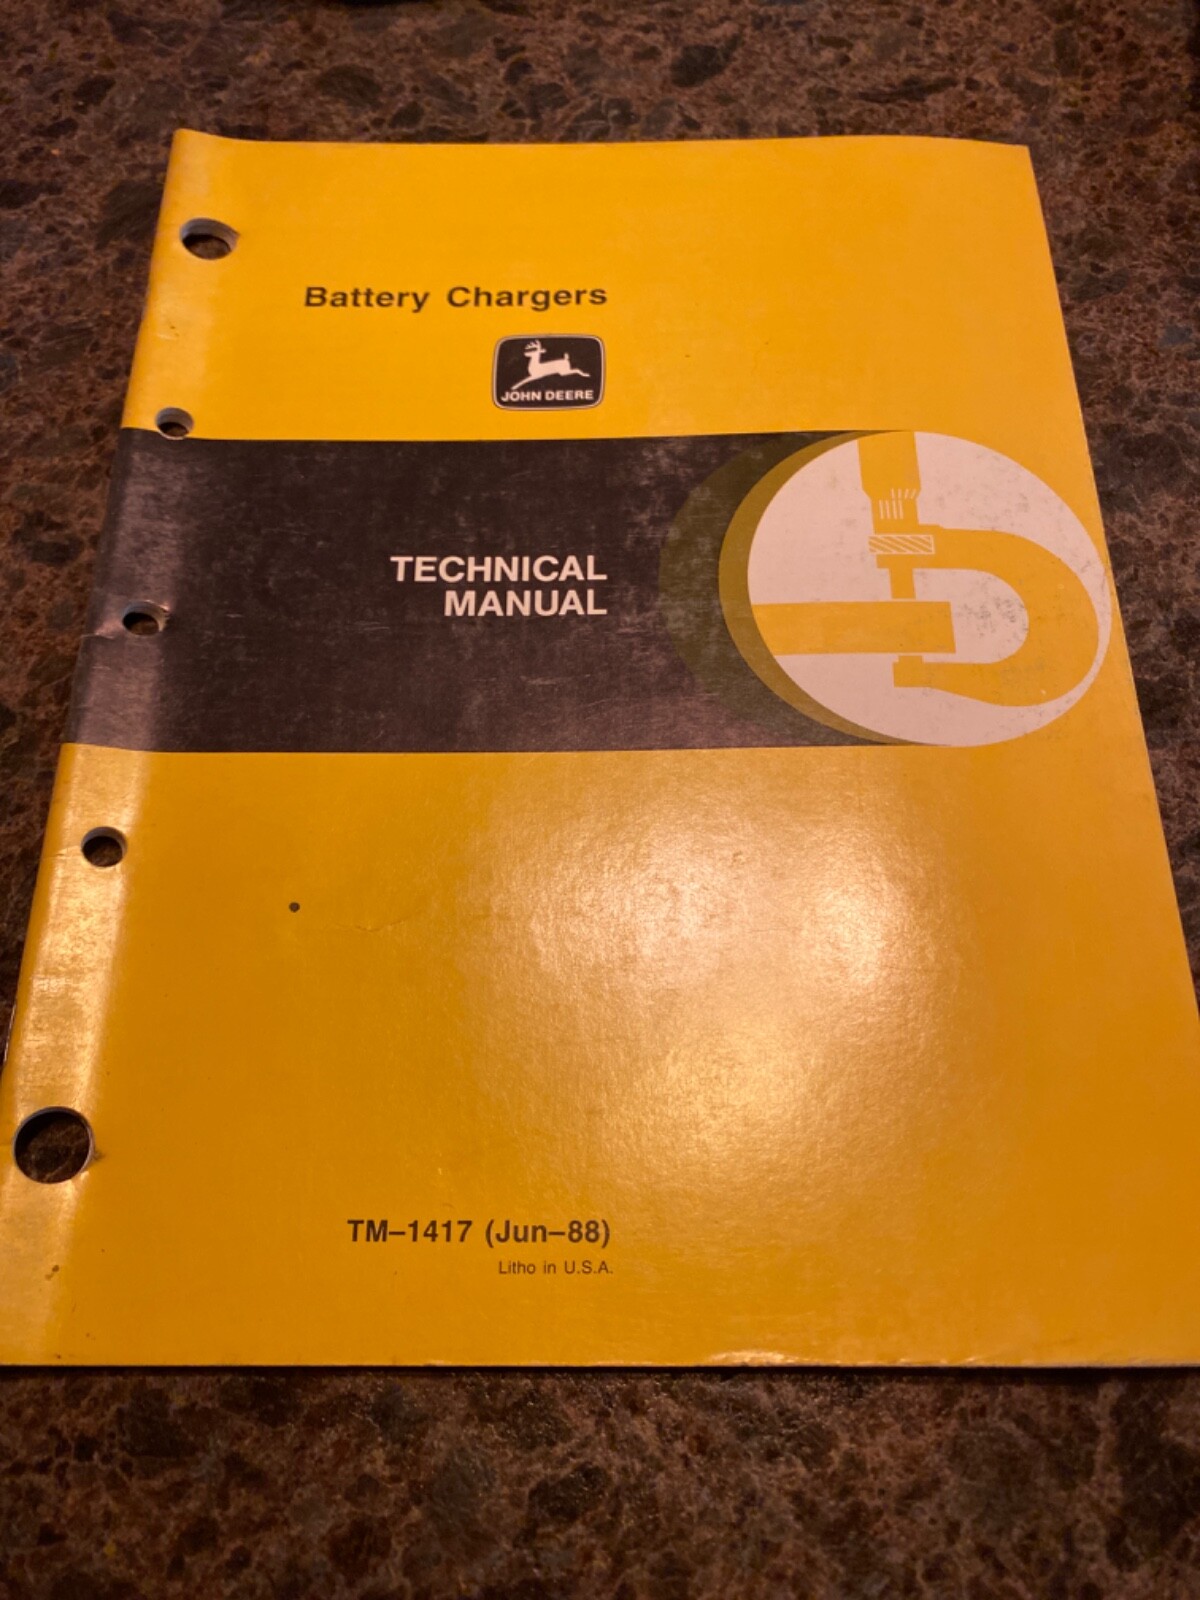 Battery Chargers
JOHN DEERE
TECHNICAL
MANUAL
TM–1417 (Jun–88)
Litho in U.S.A.